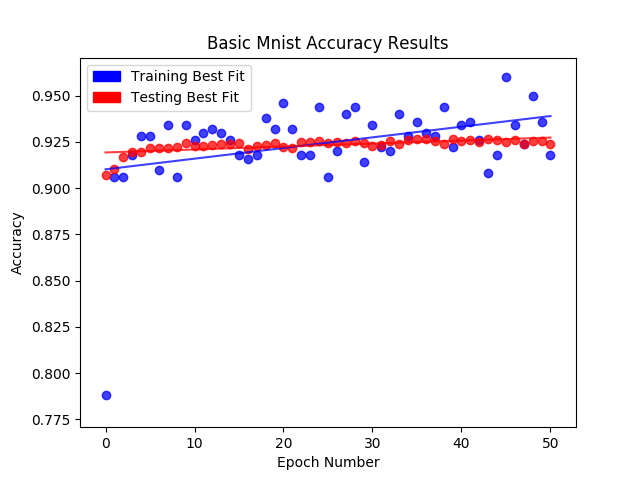 Basic Mnist Accuracy Results
Training Best Fit
Testing Best Fit
0.950
0.925
0.900
0.875
0.850
0.825
0.800
0.775
Accuracy
0 10 20 30 40 50
Epoch Number